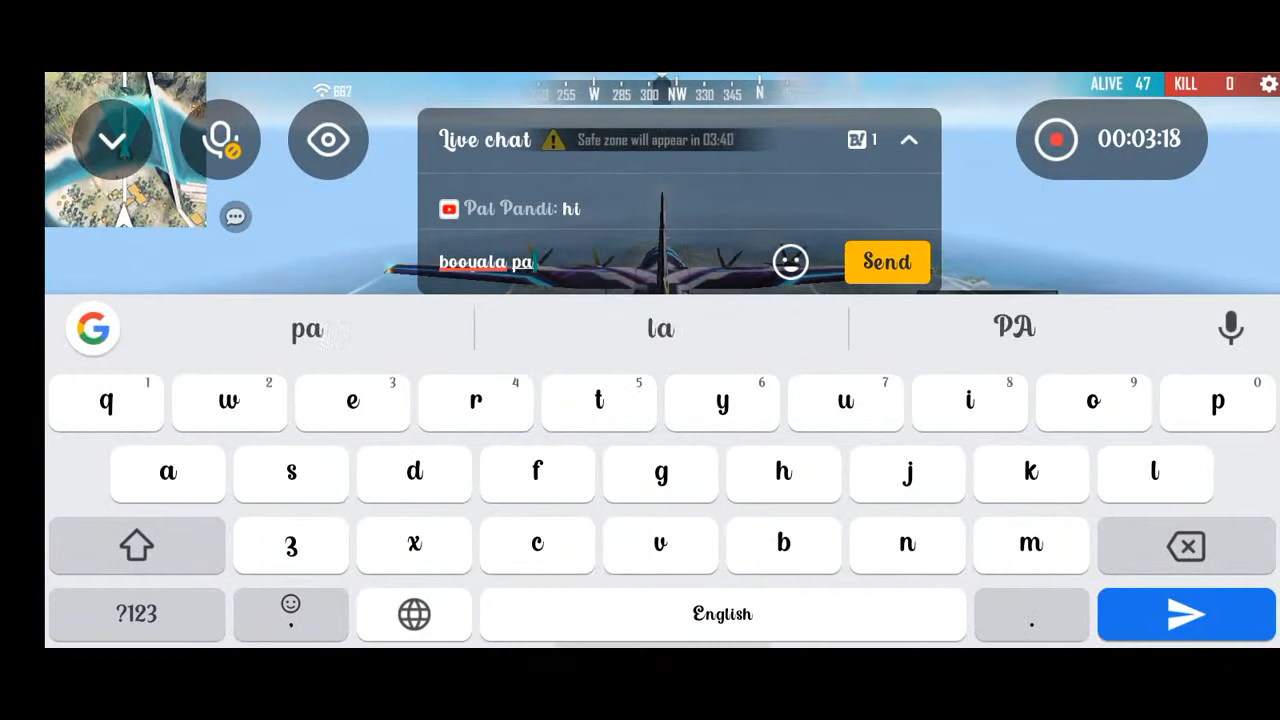 662
255 W 285 300 NW 330 345 N
ALIVE 47 KILL 0
Live chat Safe zone will appear in 03:40 1
00:03:18
Pal Pandi: hi
booyala pa Send
pa la PA
q 1 w 2 e 3 r 4 t 5 y 6 u 7 i 8 o 9 p 0
a s d f g h j k l
z x c v b n m
?123 , English .